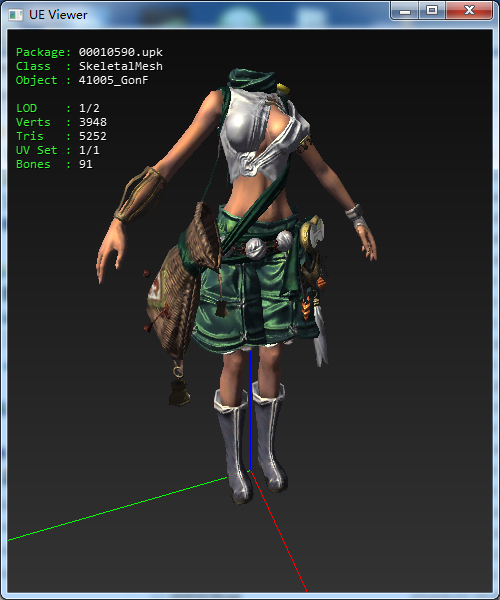 UE Viewer
Package: 00010590.upk
Class : SkeletalMesh
Object : 41005_GonF
LOD : 1/2
Verts : 3948
Tris : 5252
UV Set : 1/1
Bones : 91